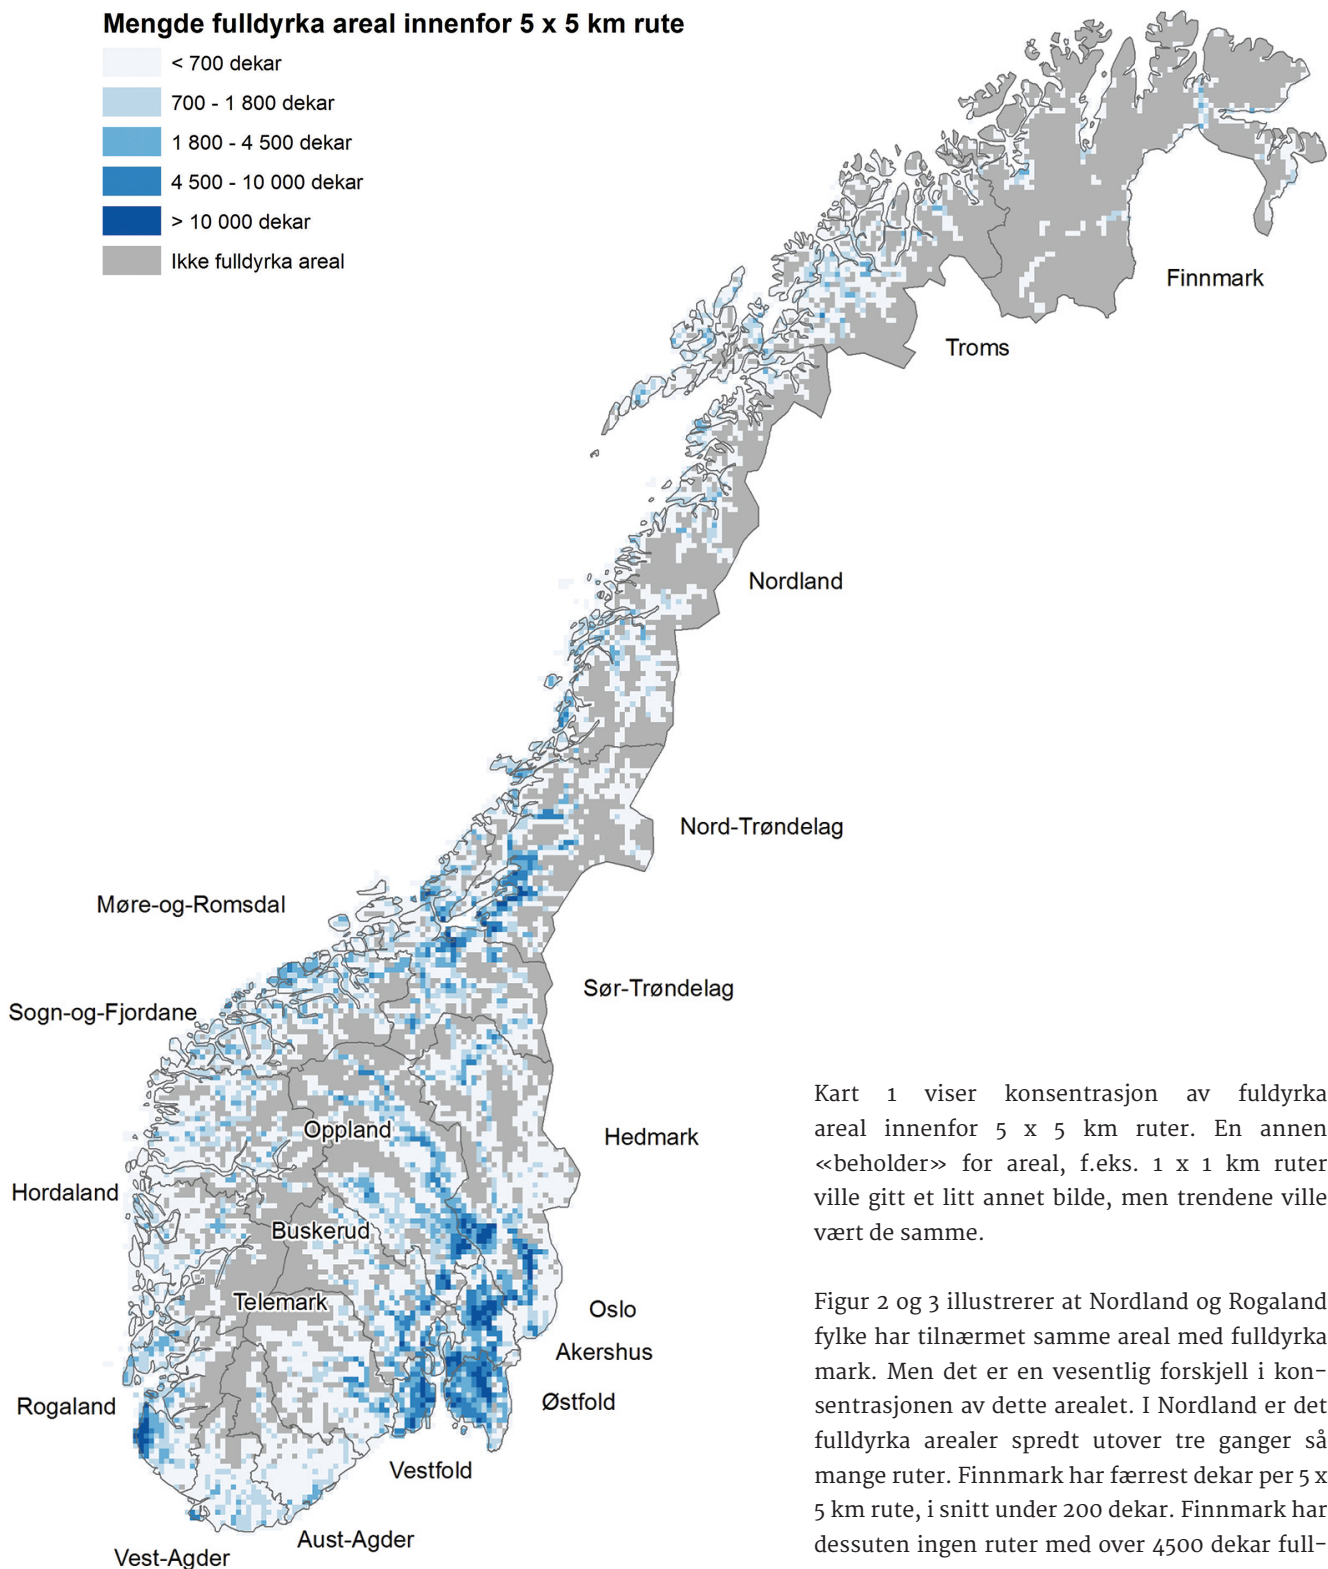 Mengde fulldyrka areal innenfor 5 x 5 km rute
< 700 dekar
700 - 1 800 dekar
1 800 - 4 500 dekar
4 500 - 10 000 dekar
> 10 000 dekar
Ikke fulldyrka areal
Finnmark
Troms
Nordland
Nord-Trøndelag
Møre-og-Romsdal
Sør-Trøndelag
Sogn-og-Fjordane
Oppland
Hedmark
Hordaland
Buskerud
Telemark
Oslo
Akershus
Rogaland
Østfold
Vestfold
Aust-Agder
Vest-Agder
Kart 1 viser konsentrasjon av fuldyrka
areal innenfor 5 x 5 km ruter. En annen
«beholder» for areal, f.eks. 1 x 1 km ruter
ville gitt et litt annet bilde, men trendene ville
vært de samme.
Figur 2 og 3 illustrerer at Nordland og Rogaland
fylke har tilnærmet samme areal med fulldyrka
mark. Men det er en vesentlig forskjell i kon-
sentrasjonen av dette arealet. I Nordland er det
fulldyrka arealer spredt utover tre ganger så
mange ruter. Finnmark har færrest dekar per 5 x
5 km rute, i snitt under 200 dekar. Finnmark har
dessuten ingen ruter med over 4500 dekar full-